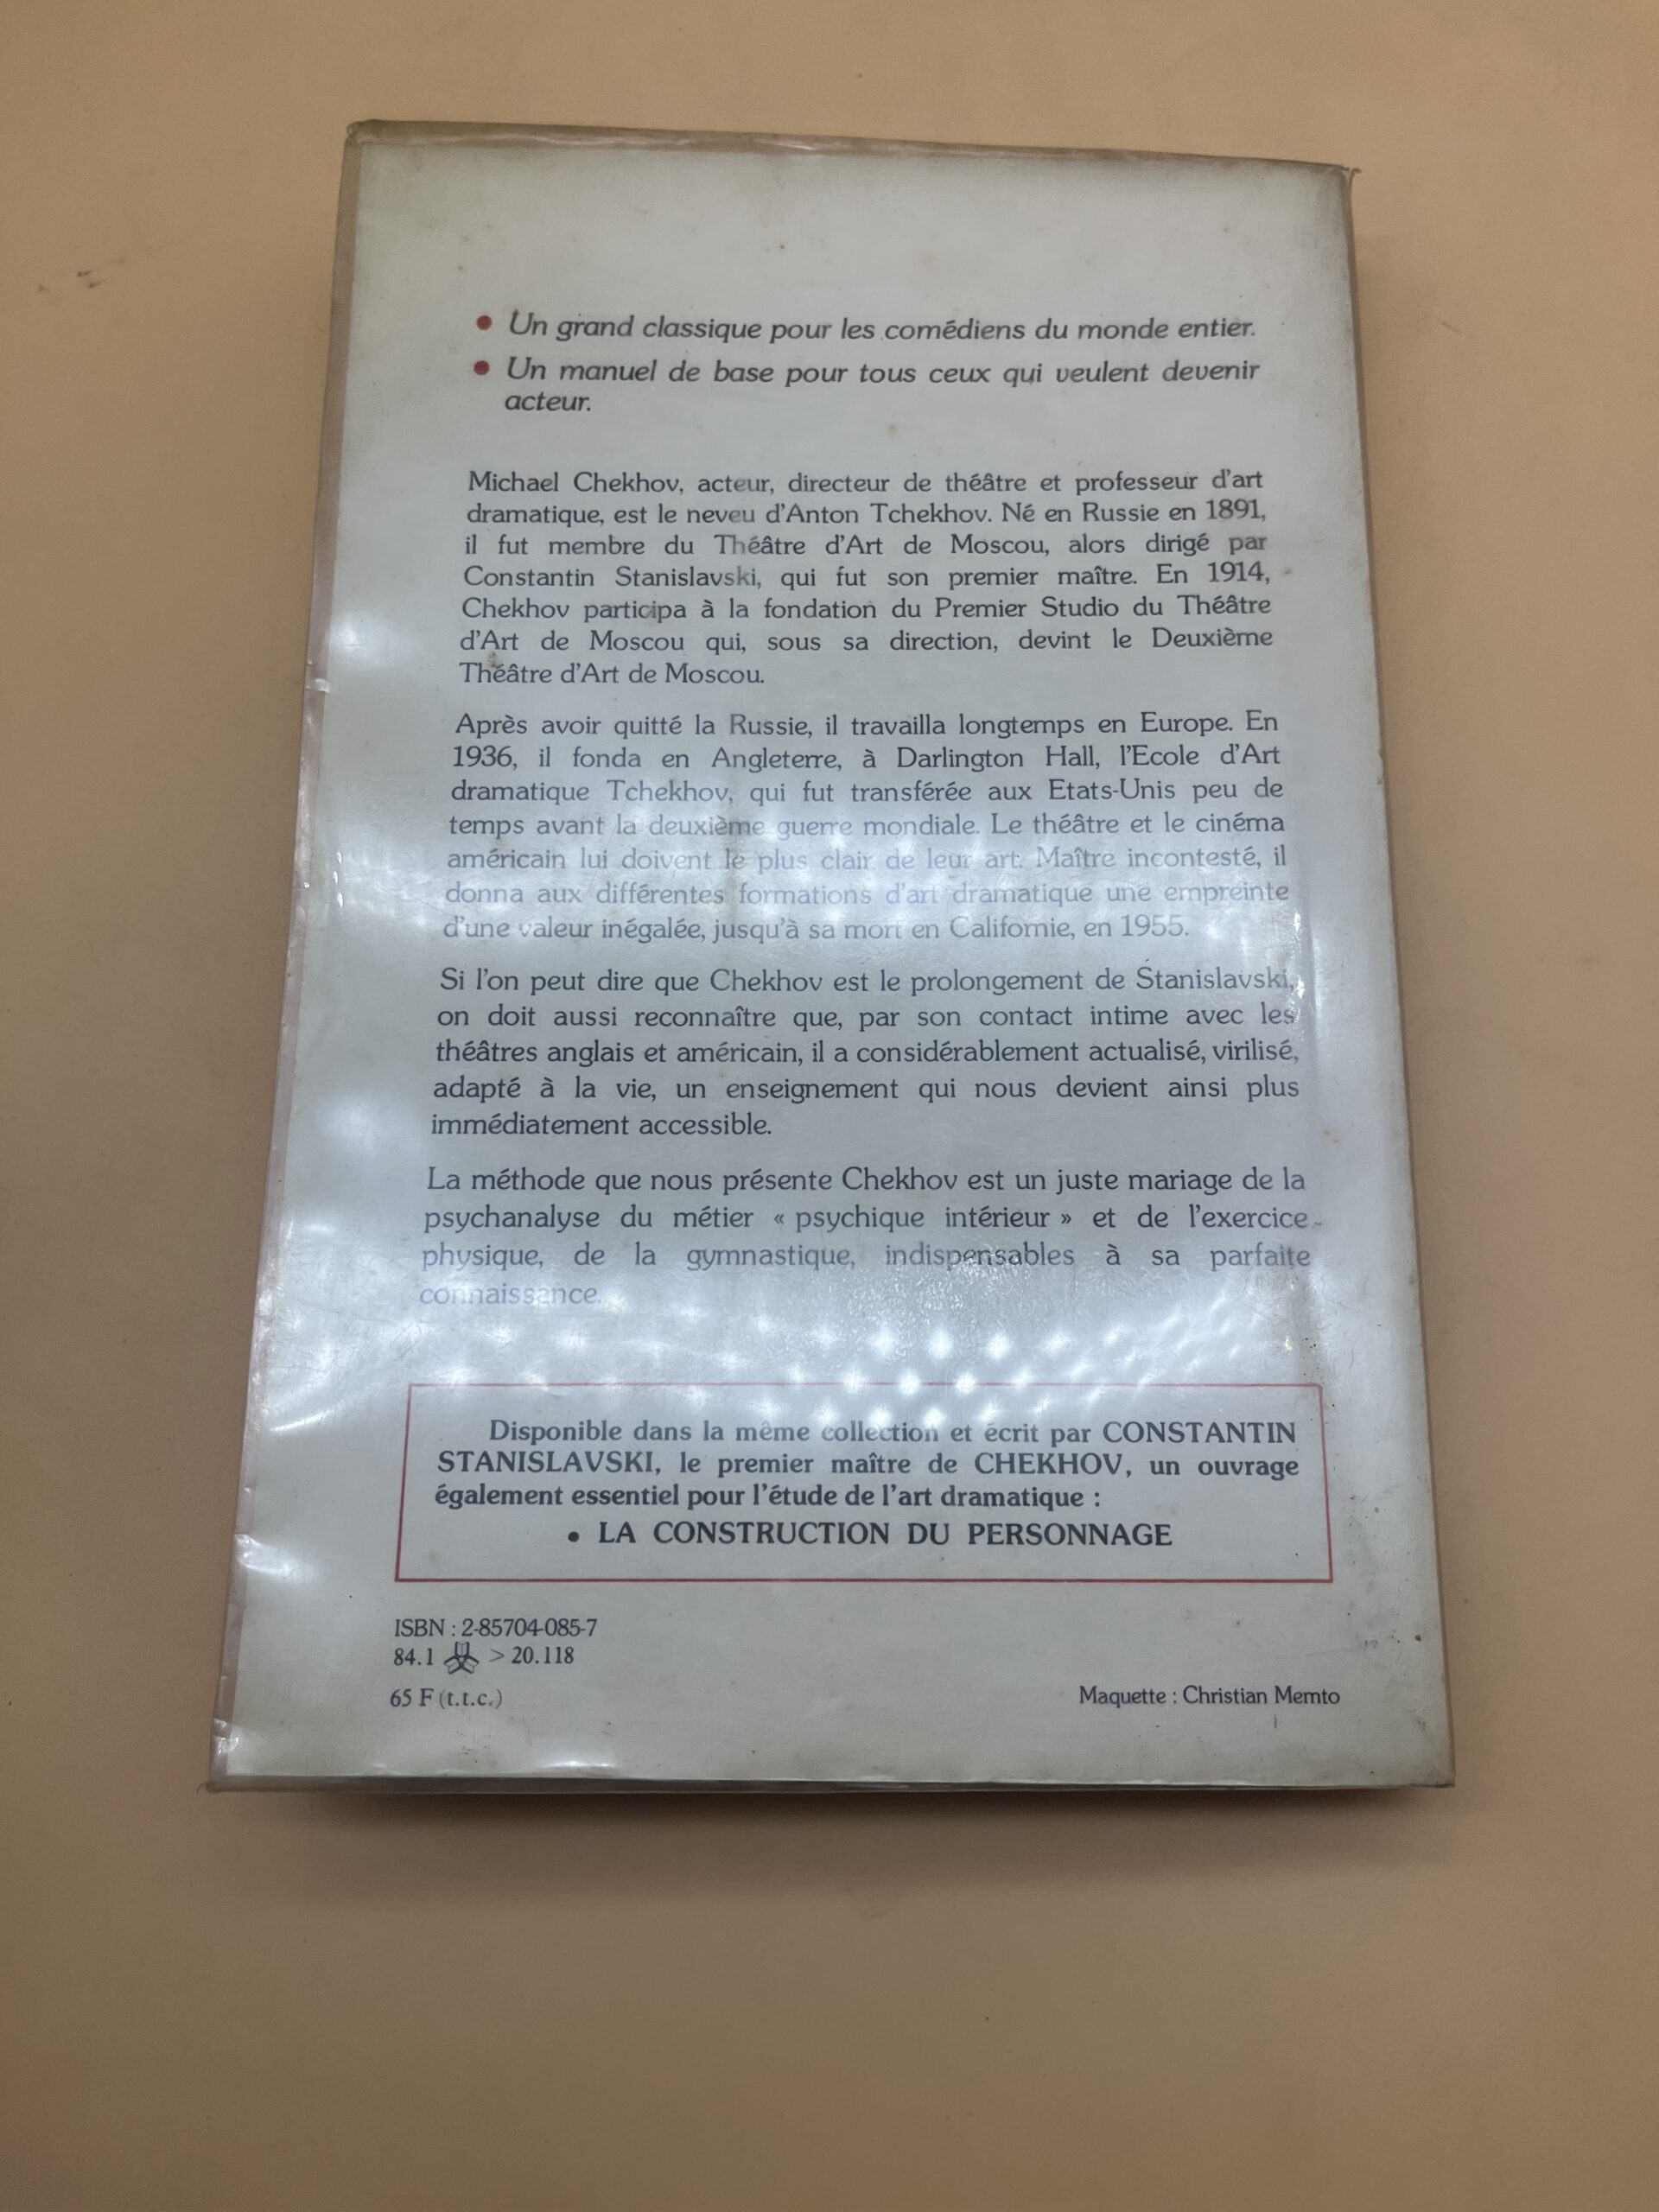 • Un grand classique pour les comédiens du monde entier.
• Un manuel de base pour tous ceux qui veulent devenir
acteur.
Michael Chekhov, acteur, directeur de théâtre et professeur d'art
dramatique, est le neveu d'Anton Tchekhov. Né en Russie en 1891,
il fut membre du Théâtre d'Art de Moscou, alors dirigé par
Constantin Stanislavski, qui fut son premier maître. En 1914,
Chekhov participa à la fondation du Premier Studio du Théâtre
d'Art de Moscou qui, sous sa direction, devint le Deuxième
Théâtre d'Art de Moscou.
Après avoir quitté la Russie, il travailla longtemps en Europe. En
1936, il fonda en Angleterre, à Darlington Hall, l'Ecole d'Art
dramatique Tchekhov, qui fut transférée aux Etats-Unis peu de
temps avant la deuxième guerre mondiale. Le théâtre et le cinéma
américain lui doivent le plus clair de leur art. Maître incontesté, il
donna aux différentes formations d'art dramatique une empreinte
d'une valeur inégalée, jusqu'à sa mort en Californie, en 1955.
Si l'on peut dire que Chekhov est le prolongement de Stanislavski,
on doit aussi reconnaître que, par son contact intime avec les
théâtres anglais et américain, il a considérablement actualisé, virilisé,
adapté à la vie, un enseignement qui nous devient ainsi plus
immédiatement accessible.
La méthode que nous présente Chekhov est un juste mariage de la
psychanalyse du métier « psychique intérieur » et de l'exercice
physique, de la gymnastique, indispensables à sa parfaite
connaissance.
Disponible dans la même collection et écrit par CONSTANTIN
STANISLAVSKI, le premier maître de CHEKHOV, un ouvrage
également essentiel pour l'étude de l'art dramatique :
• LA CONSTRUCTION DU PERSONNAGE
ISBN : 2-85704-085-7
84.1 > 20.118
65 F (t.t.c.)
Maquette : Christian Memto